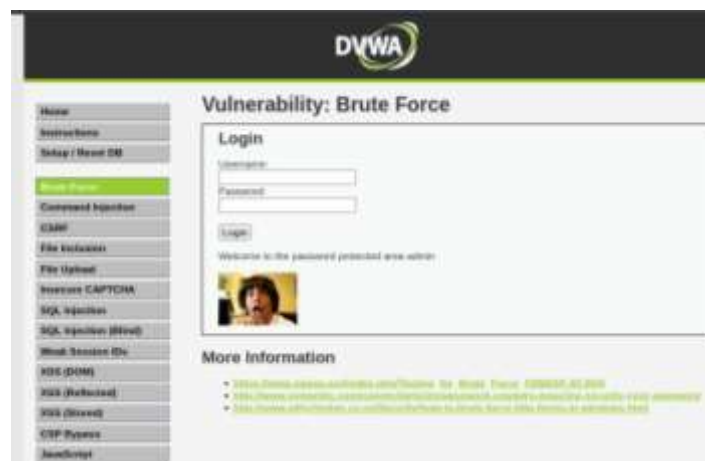 DVWA
Vulnerability: Brute Force
Home
Instructions
Setup / Reset DB
Brute Force
Command Injection
CSRF
File Inclusion
File Upload
Insecure CAPTCHA
SQL Injection
SQL Injection (Blind)
Weak Session IDs
XSS (DOM)
XSS (Reflected)
XSS (Stored)
CSP Bypass
JavaScript
Login
Username:
Password:
Login
Welcome to the password protected area admin
More Information